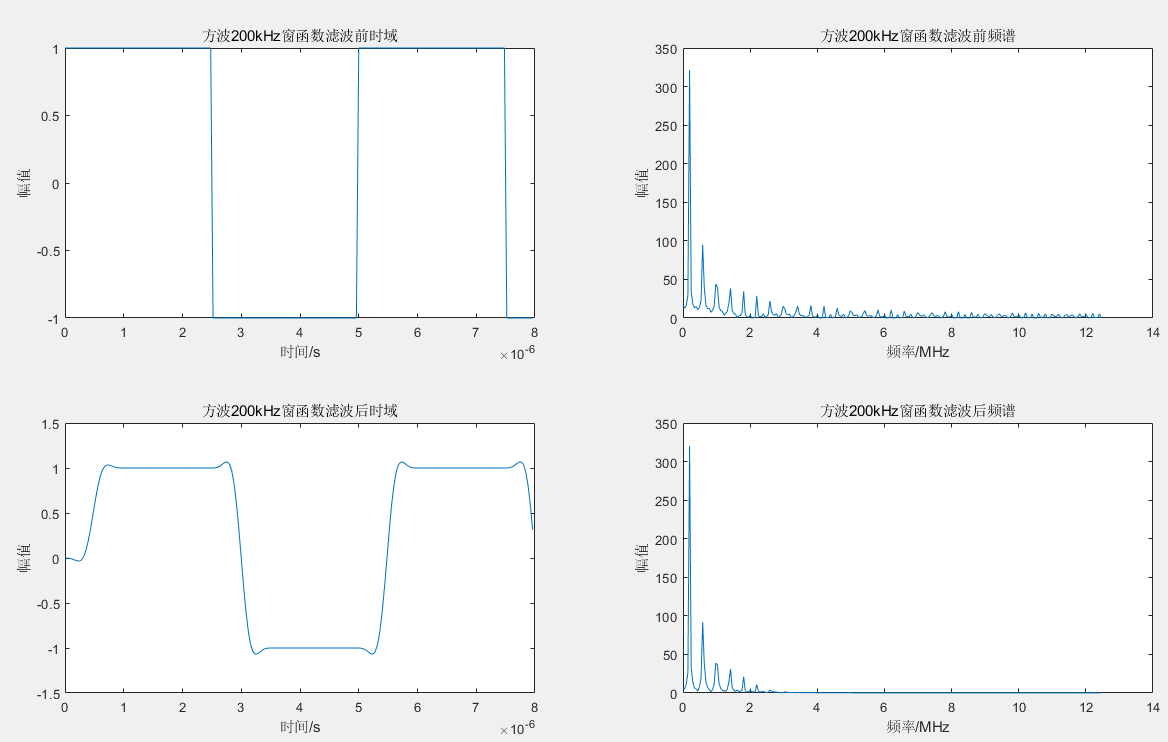 方波200kHz窗函数滤波前时域
1
0.5
0
-0.5
-1
幅值
0 1 2 3 4 5 6 7 8
时间/s
×10-6
方波200kHz窗函数滤波前频谱
350
300
250
200
150
100
50
0
幅值
0 2 4 6 8 10 12 14
频率/MHz
方波200kHz窗函数滤波后时域
1.5
1
0.5
0
-0.5
-1
-1.5
幅值
0 1 2 3 4 5 6 7 8
时间/s
×10-6
方波200kHz窗函数滤波后频谱
350
300
250
200
150
100
50
0
幅值
0 2 4 6 8 10 12 14
频率/MHz